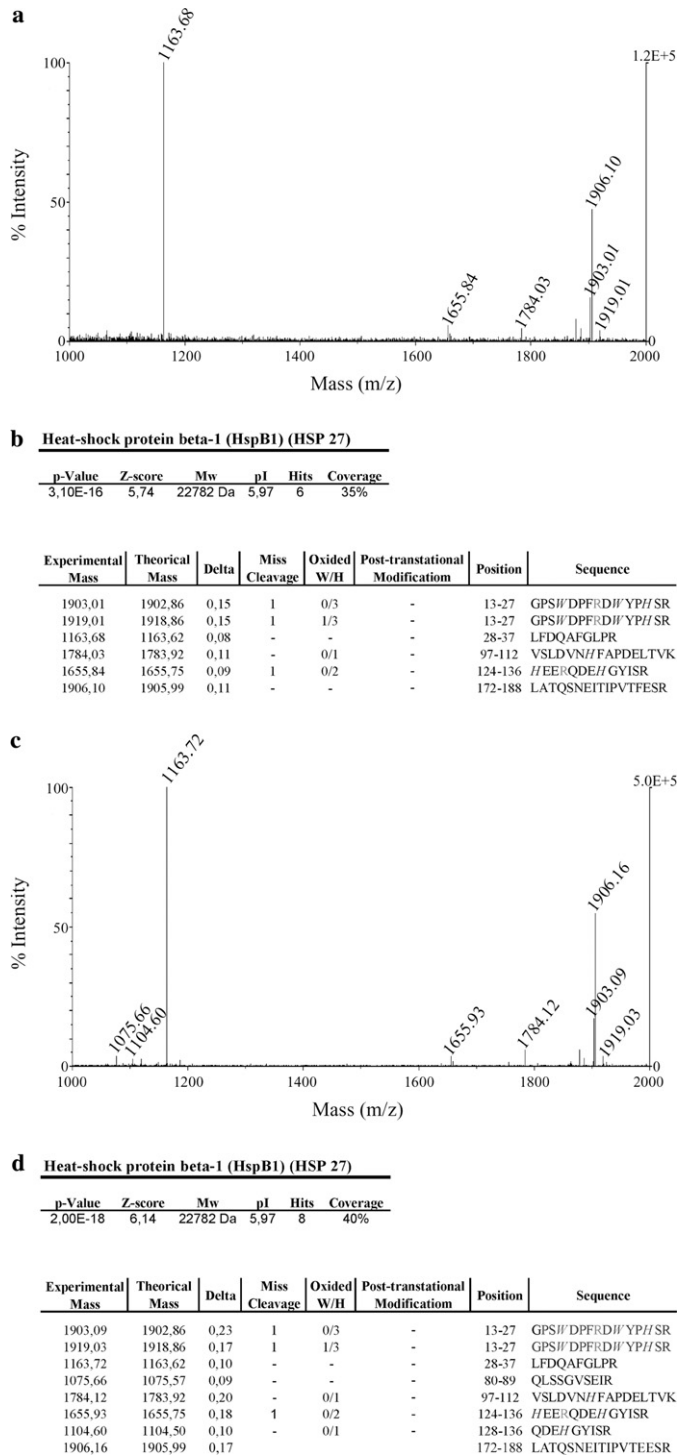 a
1163.68
100
1.2E+5
1906.10
50
% Intensity
1903.01
1655.84
1784.03
1919.01
0
0
1000
1200
1400
1600
1800
2000
Mass (m/z)
b Heat-shock protein beta-1 (HspB1) (HSP 27)
p-Value Z-score Mw pI Hits Coverage
3,10E-16 5,74 22782 Da 5,97 6 35%
Experimental Mass Theorical Mass Delta Miss Cleavage Oxided W/H Post-transtational Modificatiom Position Sequence
1903,01 1902,86 0,15 1 0/3 - 13-27 GPSWDPFRDWYPHSR
1919,01 1918,86 0,15 1 1/3 - 13-27 GPSWDPFRDWYPHSR
1163,68 1163,62 0,08 - - - 28-37 LFDQAFGLPR
1784,03 1783,92 0,11 - 0/1 - 97-112 VSLDVNHFAPDELTVK
1655,84 1655,75 0,09 1 0/2 - 124-136 HEERQDEHGYISR
1906,10 1905,99 0,11 - - - 172-188 LATQSNEITIPVTFESR
c
1163.72
100
5.0E+5
1906.16
50
% Intensity
1903.09
1075.66
1104.60
1655.93
1784.12
1919.03
0
0
1000
1200
1400
1600
1800
2000
Mass (m/z)
d Heat-shock protein beta-1 (HspB1) (HSP 27)
p-Value Z-score Mw pI Hits Coverage
2,00E-18 6,14 22782 Da 5,97 8 40%
Experimental Mass Theorical Mass Delta Miss Cleavage Oxided W/H Post-transtational Modificatiom Position Sequence
1903,09 1902,86 0,23 1 0/3 - 13-27 GPSWDPFRDWYPHSR
1919,03 1918,86 0,17 1 1/3 - 13-27 GPSWDPFRDWYPHSR
1163,72 1163,62 0,10 - - - 28-37 LFDQAFGLPR
1075,66 1075,57 0,09 - - - 80-89 QLSSGVSEIR
1784,12 1783,92 0,20 - 0/1 - 97-112 VSLDVNHFAPDELTVK
1655,93 1655,75 0,18 1 0/2 - 124-136 HEERQDEHGYISR
1104,60 1104,50 0,10 - 0/1 - 128-136 QDEHGYISR
1906,16 1905,99 0,17 - 172-188 LATQSNEITIPVTEESR